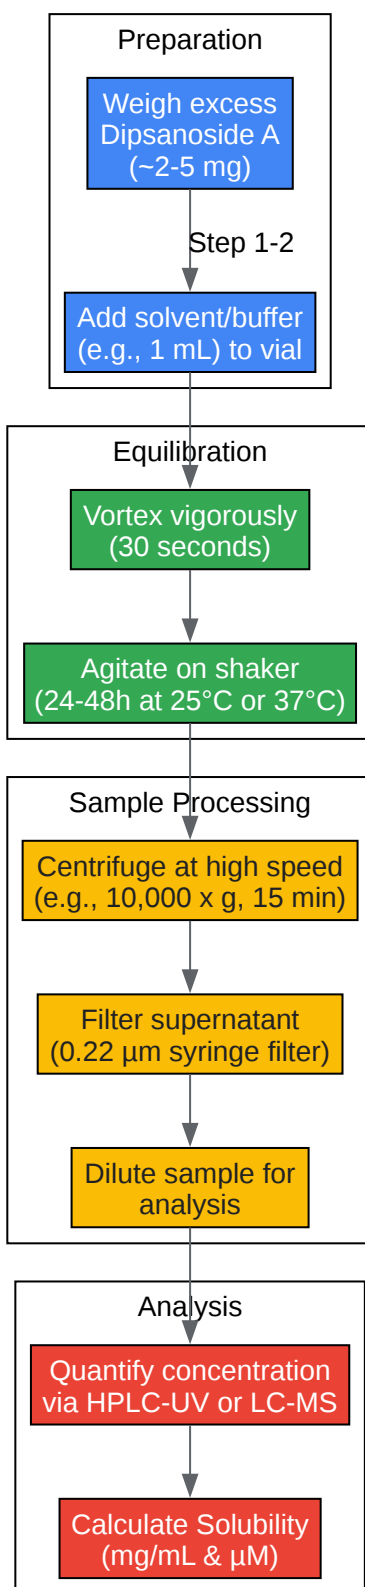 Preparation
Weigh excess
Dipsanoside A
(~2-5 mg)
Step 1-2
Add solvent/buffer
(e.g., 1 mL) to vial
Equilibration
Vortex vigorously
(30 seconds)
Agitate on shaker
(24-48h at 25°C or 37°C)
Sample Processing
Centrifuge at high speed
(e.g., 10,000 x g, 15 min)
Filter supernatant
(0.22 µm syringe filter)
Dilute sample for
analysis
Analysis
Quantify concentration
via HPLC-UV or LC-MS
Calculate Solubility
(mg/mL & µM)